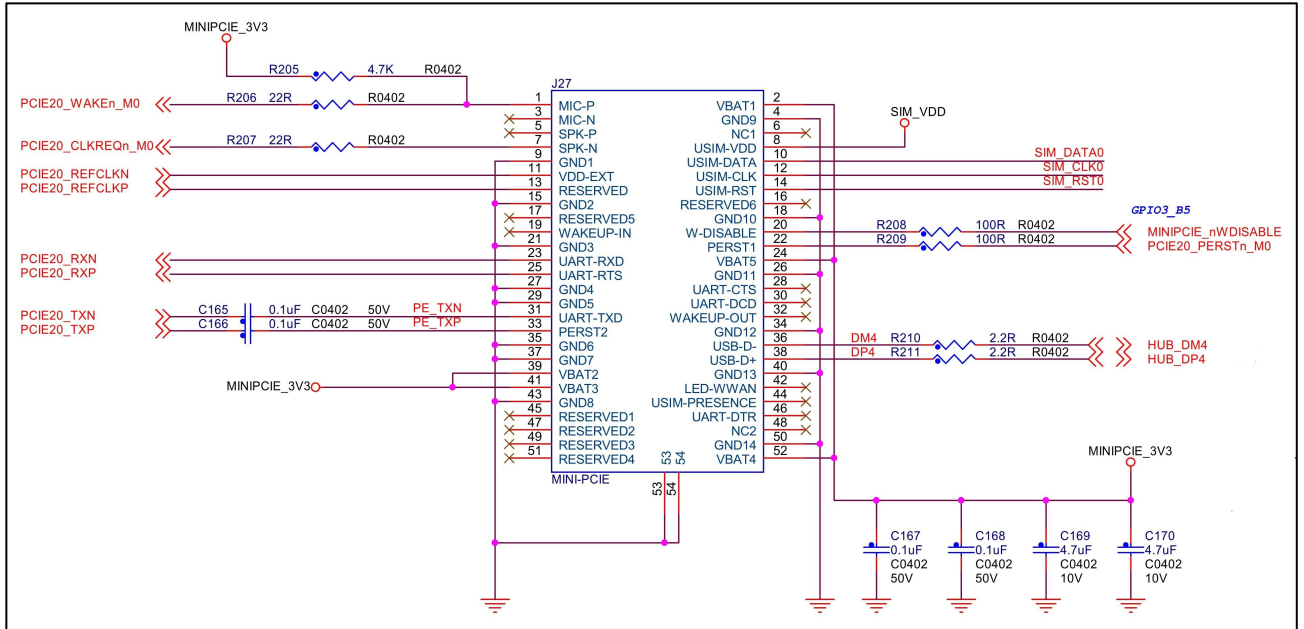 MINIPCIE_3V3
R205 4.7K R0402
J27
PCIE20_WAKEn_M0 R206 22R R0402 1 MIC-P VBAT1 2
3 MIC-N GND9 4
SIM_VDD
5 SPK-P NC1 6
PCIE20_CLKREQn_M0 R207 22R R0402 7 SPK-N USIM-VDD 8
9 GND1 USIM-DATA 10 SIM_DATA0
PCIE20_REFCLKN 11 VDD-EXT USIM-CLK 12 SIM_CLK0
PCIE20_REFCLKP 13 RESERVED USIM-RST 14 SIM_RST0
15 GND2 RESERVED6 16
17 RESERVED5 GND10 18 GPIO3_B5
19 WAKEUP-IN W-DISABLE 20 R208 100R R0402 MINIPCIE_nWDISABLE
21 GND3 PERST1 22 R209 100R R0402 PCIE20_PERSTn_M0
PCIE20_RXN 23 UART-RXD VBAT5 24
PCIE20_RXP 25 UART-RTS GND11 26
27 GND4 UART-CTS 28
29 GND5 UART-DCD 30
PCIE20_TXN C165 0.1uF C0402 50V PE_TXN 31 UART-TXD WAKEUP-OUT 32
PCIE20_TXP C166 0.1uF C0402 50V PE_TXP 33 PERST2 GND12 34
35 GND6 USB-D- 36 DM4 R210 2.2R R0402 HUB_DM4
37 GND7 USB-D+ 38 DP4 R211 2.2R R0402 HUB_DP4
39 VBAT2 GND13 40
MINIPCIE_3V3 41 VBAT3 LED-WWAN 42
43 GND8 USIM-PRESENCE 44
45 RESERVED1 UART-DTR 46
47 RESERVED2 NC2 48
49 RESERVED3 GND14 50
51 RESERVED4 VBAT4 52
53 54
MINI-PCIE
53 54
MINIPCIE_3V3
C167 C168 C169 C170
0.1uF 0.1uF 4.7uF 4.7uF
C0402 C0402 C0402 C0402
50V 50V 10V 10V